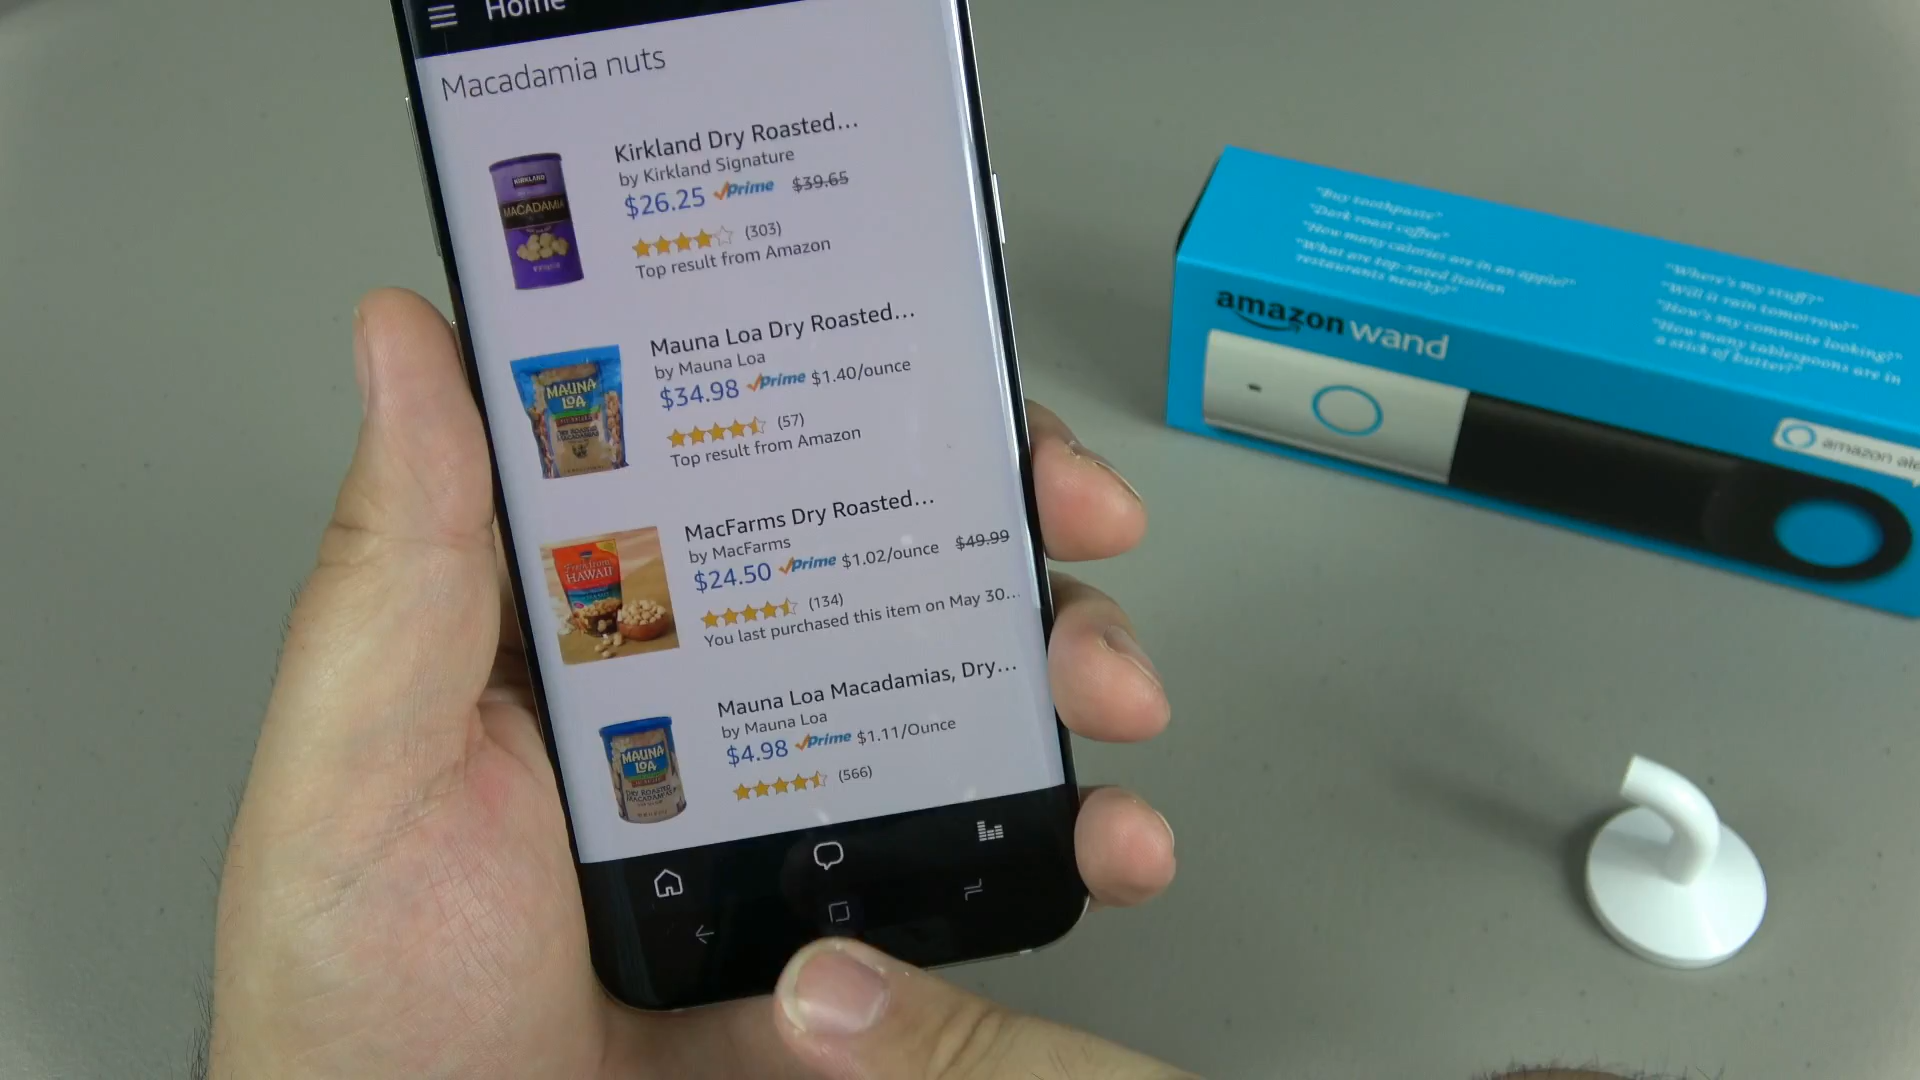 Home
Macadamia nuts
Kirkland Dry Roasted...
by Kirkland Signature
$26.25 Prime $39.65
(303)
Top result from Amazon
KIRKLAND
MACADAMIA
Mauna Loa Dry Roasted...
by Mauna Loa
$34.98 Prime $1.40/ounce
(57)
Top result from Amazon
MAUNA
LOA
MacFarms Dry Roasted...
by MacFarms
$24.50 Prime $1.02/ounce $49.99
(134)
You last purchased this item on May 30...
HAWAII
Mauna Loa Macadamias, Dry...
by Mauna Loa
$4.98 Prime $1.11/Ounce
(566)
MAUNA
LOA
DRY ROASTED
MACADAMIAS
"Buy toothpaste"
"Dark roast coffee"
"How many calories are in an apple?"
"What are top-rated Italian
restaurants nearby?"
"Where's my stuff?"
"Will it rain tomorrow?"
"How's my commute looking?"
"How many tablespoons are in
a stick of butter?"
amazon wand
amazon ale